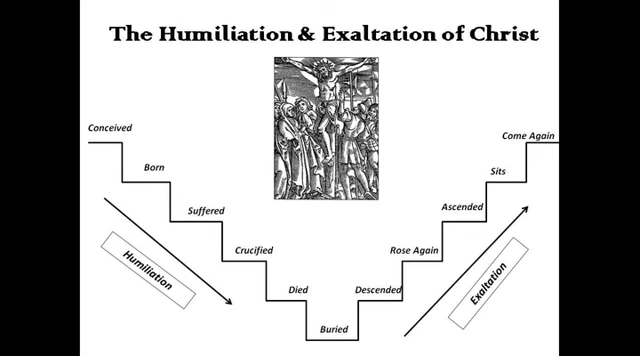 The Humiliation & Exaltation of Christ
Conceived
Born
Suffered
Crucified
Died
Buried
Descended
Rose Again
Ascended
Sits
Come Again
Humiliation
Exaltation